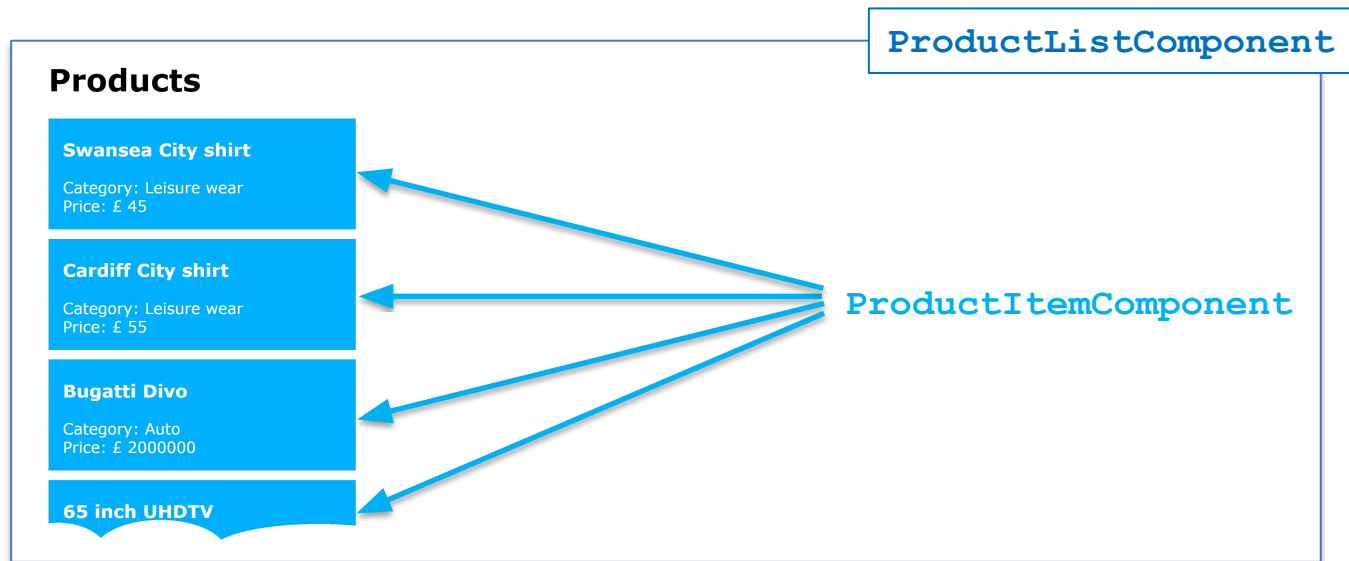 ProductListComponent
Products
Swansea City shirt
Category: Leisure wear
Price: £ 45
Cardiff City shirt
Category: Leisure wear
Price: £ 55
ProductItemComponent
Bugatti Divo
Category: Auto
Price: £ 2000000
65 inch UHDTV